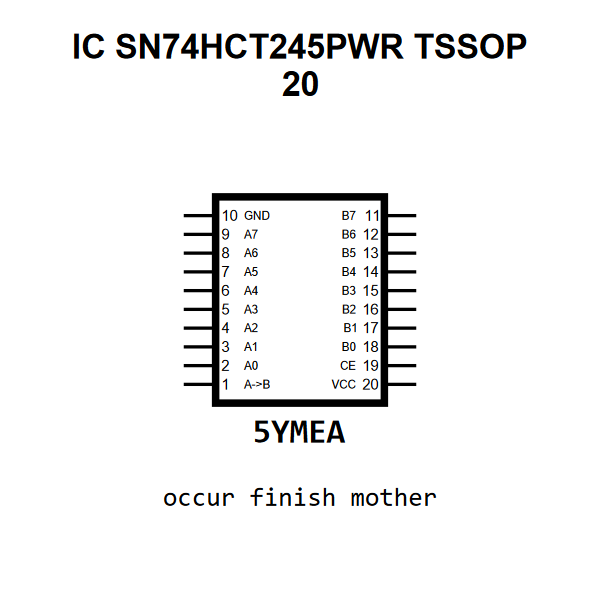 IC SN74HCT245PWR TSSOP
20
10 GND B7 11
9 A7 B6 12
8 A6 B5 13
7 A5 B4 14
6 A4 B3 15
5 A3 B2 16
4 A2 B1 17
3 A1 B0 18
2 A0 CE 19
1 A->B VCC 20
5YMEA
occur finish mother